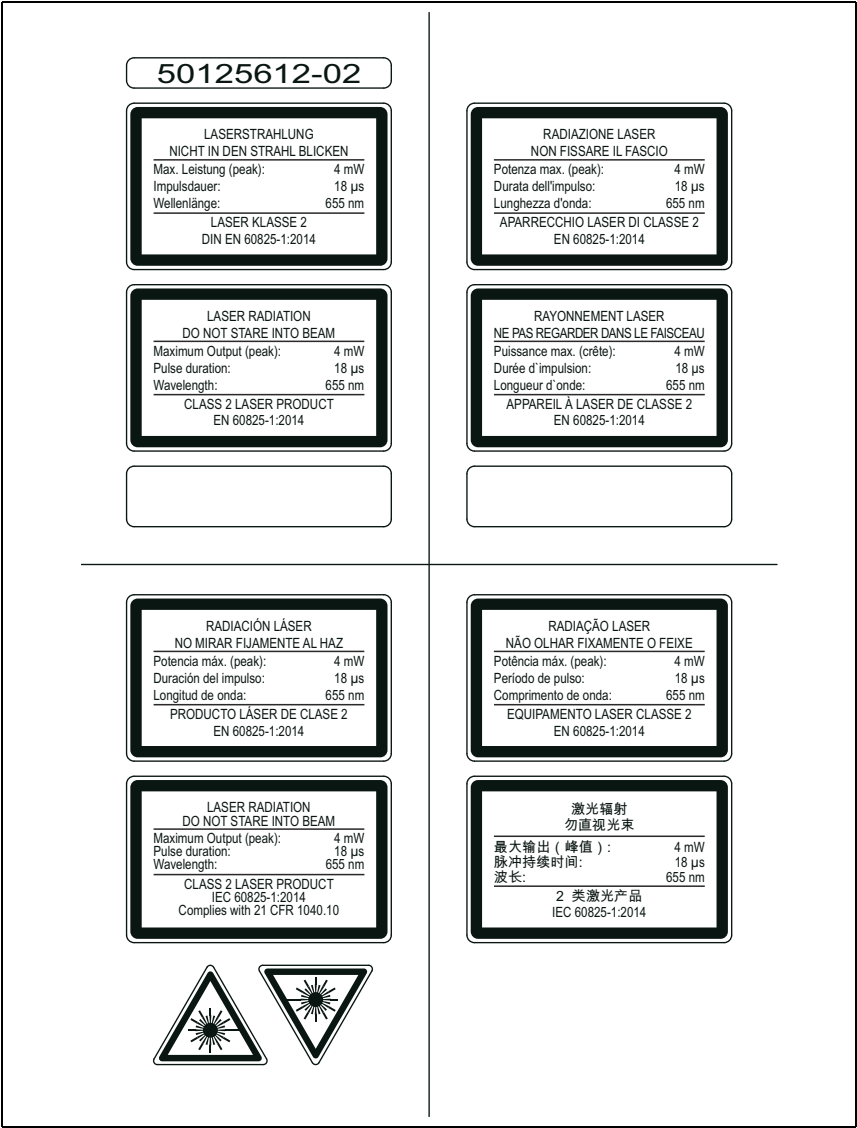 50125612-02
LASERSTRAHLUNG
NICHT IN DEN STRAHL BLICKEN
Max. Leistung (peak): 4 mW
Impulsdauer: 18 µs
Wellenlänge: 655 nm
LASER KLASSE 2
DIN EN 60825-1:2014
LASER RADIATION
DO NOT STARE INTO BEAM
Maximum Output (peak): 4 mW
Pulse duration: 18 µs
Wavelength: 655 nm
CLASS 2 LASER PRODUCT
EN 60825-1:2014
RADIAZIONE LASER
NON FISSARE IL FASCIO
Potenza max. (peak): 4 mW
Durata dell'impulso: 18 µs
Lunghezza d'onda: 655 nm
APARRECCHIO LASER DI CLASSE 2
EN 60825-1:2014
RAYONNEMENT LASER
NE PAS REGARDER DANS LE FAISCEAU
Puissance max. (crête): 4 mW
Durée d`impulsion: 18 µs
Longueur d`onde: 655 nm
APPAREIL À LASER DE CLASSE 2
EN 60825-1:2014
RADIACIÓN LÁSER
NO MIRAR FIJAMENTE AL HAZ
Potencia máx. (peak): 4 mW
Duración del impulso: 18 µs
Longitud de onda: 655 nm
PRODUCTO LÁSER DE CLASE 2
EN 60825-1:2014
LASER RADIATION
DO NOT STARE INTO BEAM
Maximum Output (peak): 4 mW
Pulse duration: 18 µs
Wavelength: 655 nm
CLASS 2 LASER PRODUCT
IEC 60825-1:2014
Complies with 21 CFR 1040.10
RADIAÇÃO LASER
NÃO OLHAR FIXAMENTE O FEIXE
Potência máx. (peak): 4 mW
Período de pulso: 18 µs
Comprimento de onda: 655 nm
EQUIPAMENTO LASER CLASSE 2
EN 60825-1:2014
激光辐射
勿直视光束
最大输出（峰值）: 4 mW
脉冲持续时间: 18 µs
波长: 655 nm
2 类激光产品
IEC 60825-1:2014